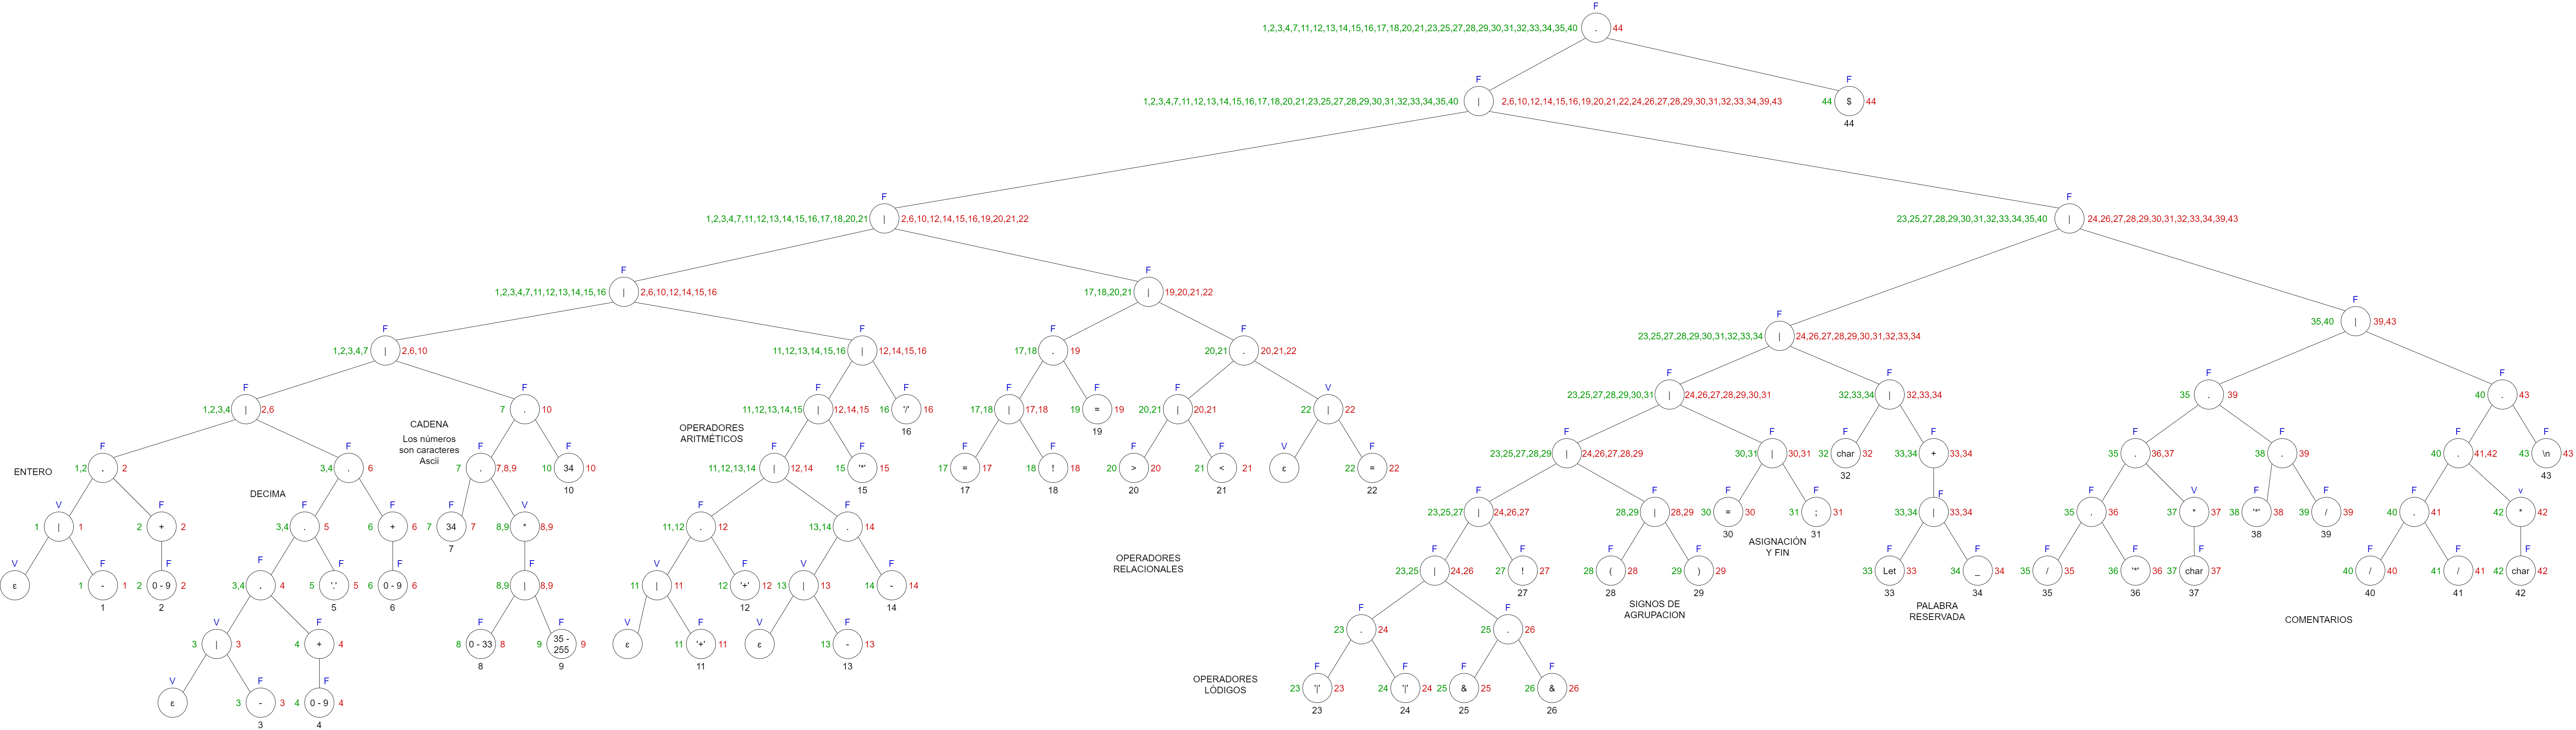 F
1,2,3,4,7,11,12,13,14,15,16,17,18,20,21,23,25,27,28,29,30,31,32,33,34,35,40 . 44
F F
1,2,3,4,7,11,12,13,14,15,16,17,18,20,21,23,25,27,28,29,30,31,32,33,34,35,40 | 2,6,10,12,14,15,16,19,20,21,22,24,26,27,28,29,30,31,32,33,34,39,43 44 $ 44
44
F F
1,2,3,4,7,11,12,13,14,15,16,17,18,20,21 | 2,6,10,12,14,15,16,19,20,21,22 23,25,27,28,29,30,31,32,33,34,35,40 | 24,26,27,28,29,30,31,32,33,34,39,43
F F
1,2,3,4,7,11,12,13,14,15,16 | 2,6,10,12,14,15,16 17,18,20,21 | 19,20,21,22
F
35,40 | 39,43
F
23,25,27,28,29,30,31,32,33,34 | 24,26,27,28,29,30,31,32,33,34
F F F F
1,2,3,4,7 | 2,6,10 11,12,13,14,15,16 | 12,14,15,16 17,18 . 19 20,21 . 20,21,22
F F F F
23,25,27,28,29,30,31 | 24,26,27,28,29,30,31 32,33,34 | 32,33,34 35 . 39 40 . 43
F F F F F F F V
1,2,3,4 | 2,6 7 . 10 11,12,13,14,15 | 12,14,15 16 '/' 16 17,18 | 17,18 19 = 19 20,21 | 20,21 22 | 22
16 19
CADENA
Los números
son caracteres
Ascii
OPERADORES
ARITMÉTICOS
F F F F F F F F
23,25,27,28,29 | 24,26,27,28,29 30,31 | 30,31 32 char 32 33,34 + 33,34 35 . 36,37 38 . 39 40 . 41,42 43 \n 43
32 43
F F F F F F F F F F V F
ENTERO
1,2 . 2 3,4 . 6 7 . 7,8,9 10 34 10 11,12,13,14 | 12,14 15 '*' 15 17 = 17 18 ! 18 20 > 20 21 < 21 ε 22 = 22
10 15 17 18 20 21 22
DECIMA
F F F F F V F F F v
23,25,27 | 24,26,27 28,29 | 28,29 30 = 30 31 ; 31 33,34 | 33,34 35 . 36 37 * 37 38 '*' 38 39 / 39 40 . 41 42 * 42
30 31 38 39
V F F F F V F F
1 | 1 2 + 2 3,4 . 5 6 + 6 7 34 7 8,9 * 8,9 11,12 . 12 13,14 . 14
7
ASIGNACIÓN
Y FIN
OPERADORES
RELACIONALES
F F F F F F F F F F F F
23,25 | 24,26 27 ! 27 28 ( 28 29 ) 29 33 Let 33 34 _ 34 35 / 35 36 '*' 36 37 char 37 40 / 40 41 / 41 42 char 42
27 28 29 33 34 35 36 37 40 41 42
V F F F F F F V F V F
ε 1 - 1 2 0 - 9 2 3,4 . 4 5 '.' 5 6 0 - 9 6 8,9 | 8,9 11 | 11 12 '+' 12 13 | 13 14 - 14
1 2 5 6 12 14
SIGNOS DE
AGRUPACION
PALABRA
RESERVADA
COMENTARIOS
F F
23 . 24 25 . 26
V F F F V F V F
3 | 3 4 + 4 8 0 - 33 8 9 35 - 255 9 ε 11 '+' 11 ε 13 - 13
8 9 11 13
OPERADORES
LÓDIGOS
F F F F
23 '|' 23 24 '|' 24 25 & 25 26 & 26
23 24 25 26
V F F
ε 3 - 3 4 0 - 9 4
3 4